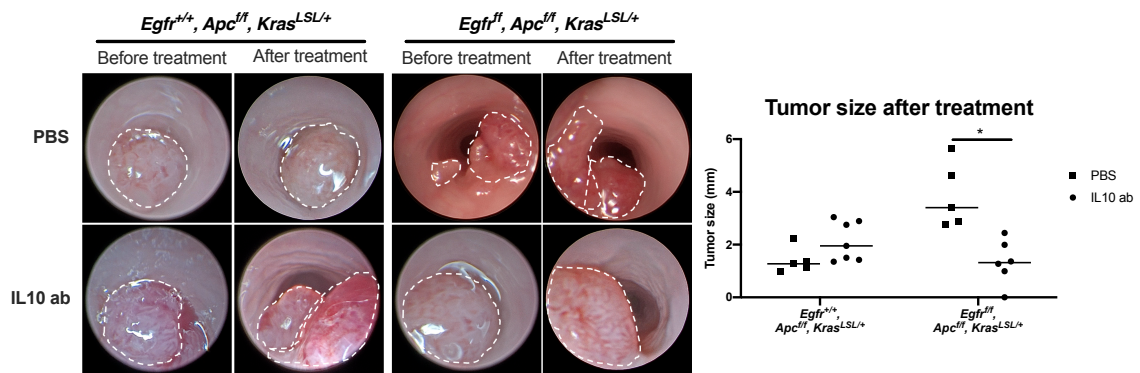 Egfr+/+, Apcf/f, KrasLSL/+
Egfrff, Apcf/f, KrasLSL/+
Before treatment
After treatment
Before treatment
After treatment
PBS
IL10 ab
Tumor size after treatment
Tumor size (mm)
6
4
2
0
*
PBS
IL10 ab
Egfr+/+,
Apcf/f, KrasLSL/+
Egfrf/f,
Apcf/f, KrasLSL/+